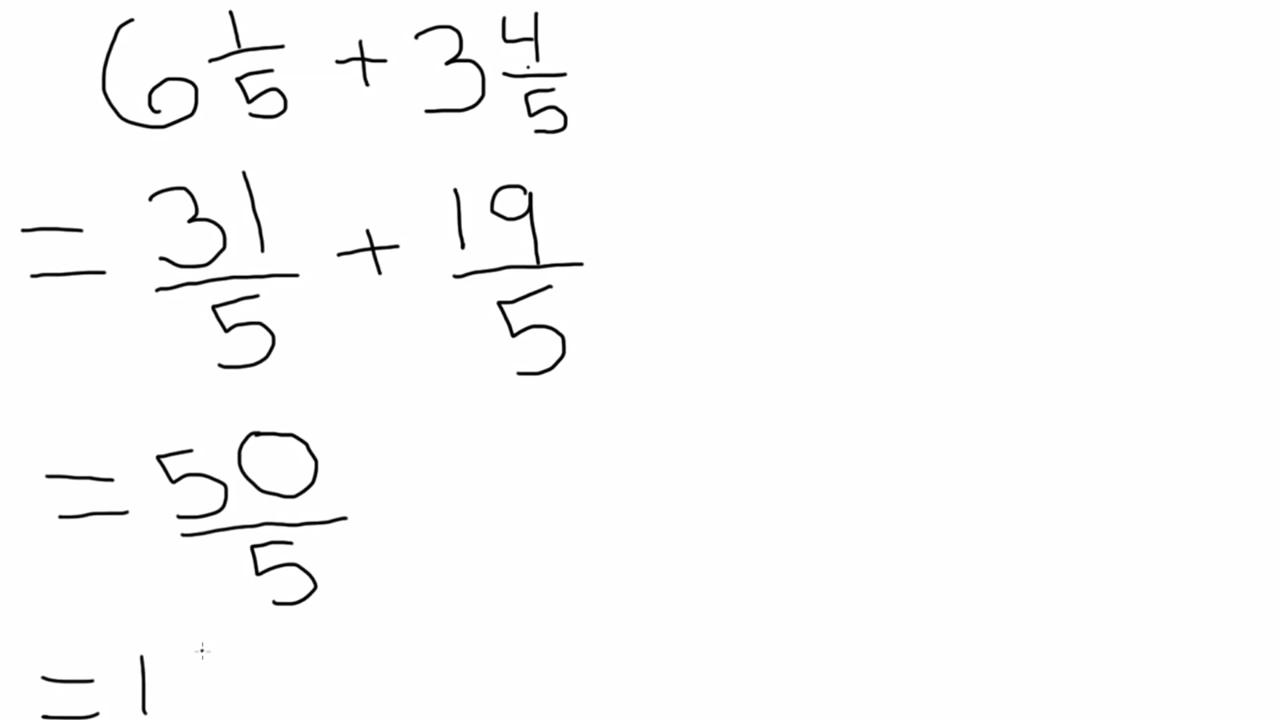 6 1/5 + 3 4/5
= 31/5 + 19/5
= 50/5
= 1